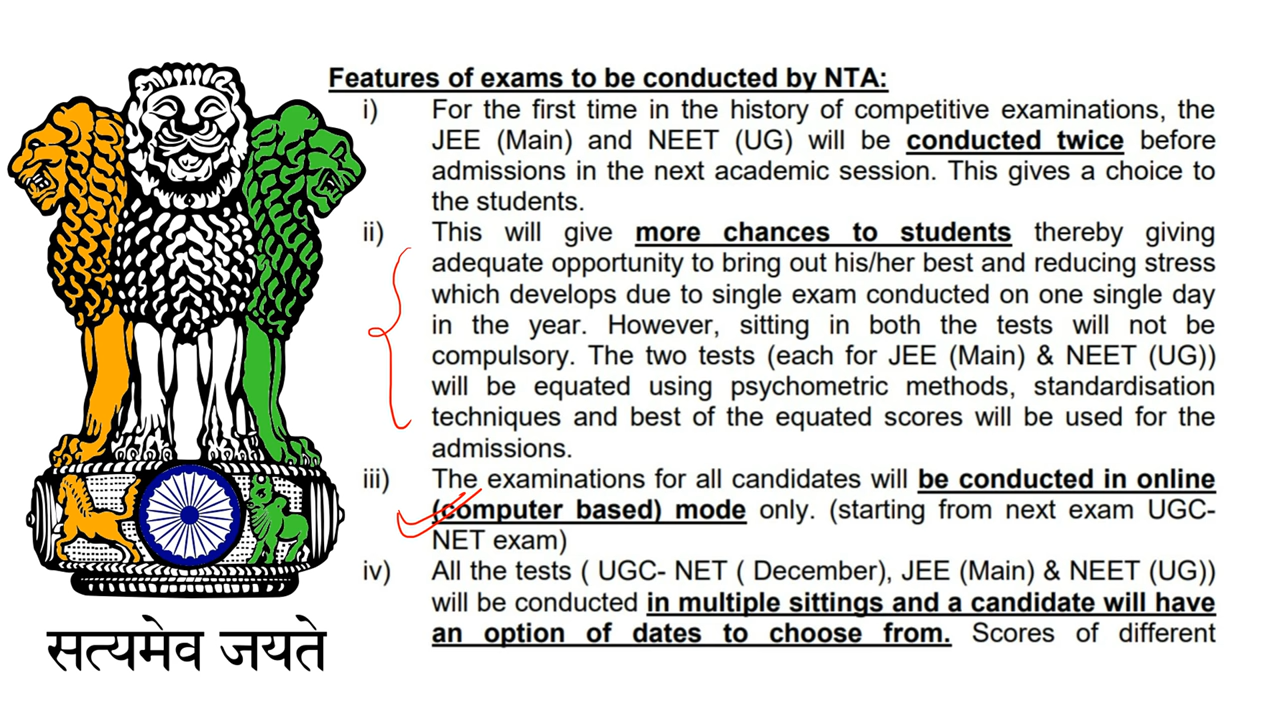 Features of exams to be conducted by NTA:
i) For the first time in the history of competitive examinations, the
JEE (Main) and NEET (UG) will be conducted twice before
admissions in the next academic session. This gives a choice to
the students.
ii) This will give more chances to students thereby giving
adequate opportunity to bring out his/her best and reducing stress
which develops due to single exam conducted on one single day
in the year. However, sitting in both the tests will not be
compulsory. The two tests (each for JEE (Main) & NEET (UG))
will be equated using psychometric methods, standardisation
techniques and best of the equated scores will be used for the
admissions.
iii) The examinations for all candidates will be conducted in online
(computer based) mode only. (starting from next exam UGC-
NET exam)
iv) All the tests ( UGC- NET ( December), JEE (Main) & NEET (UG))
will be conducted in multiple sittings and a candidate will have
an option of dates to choose from. Scores of different
सत्यमेव जयते